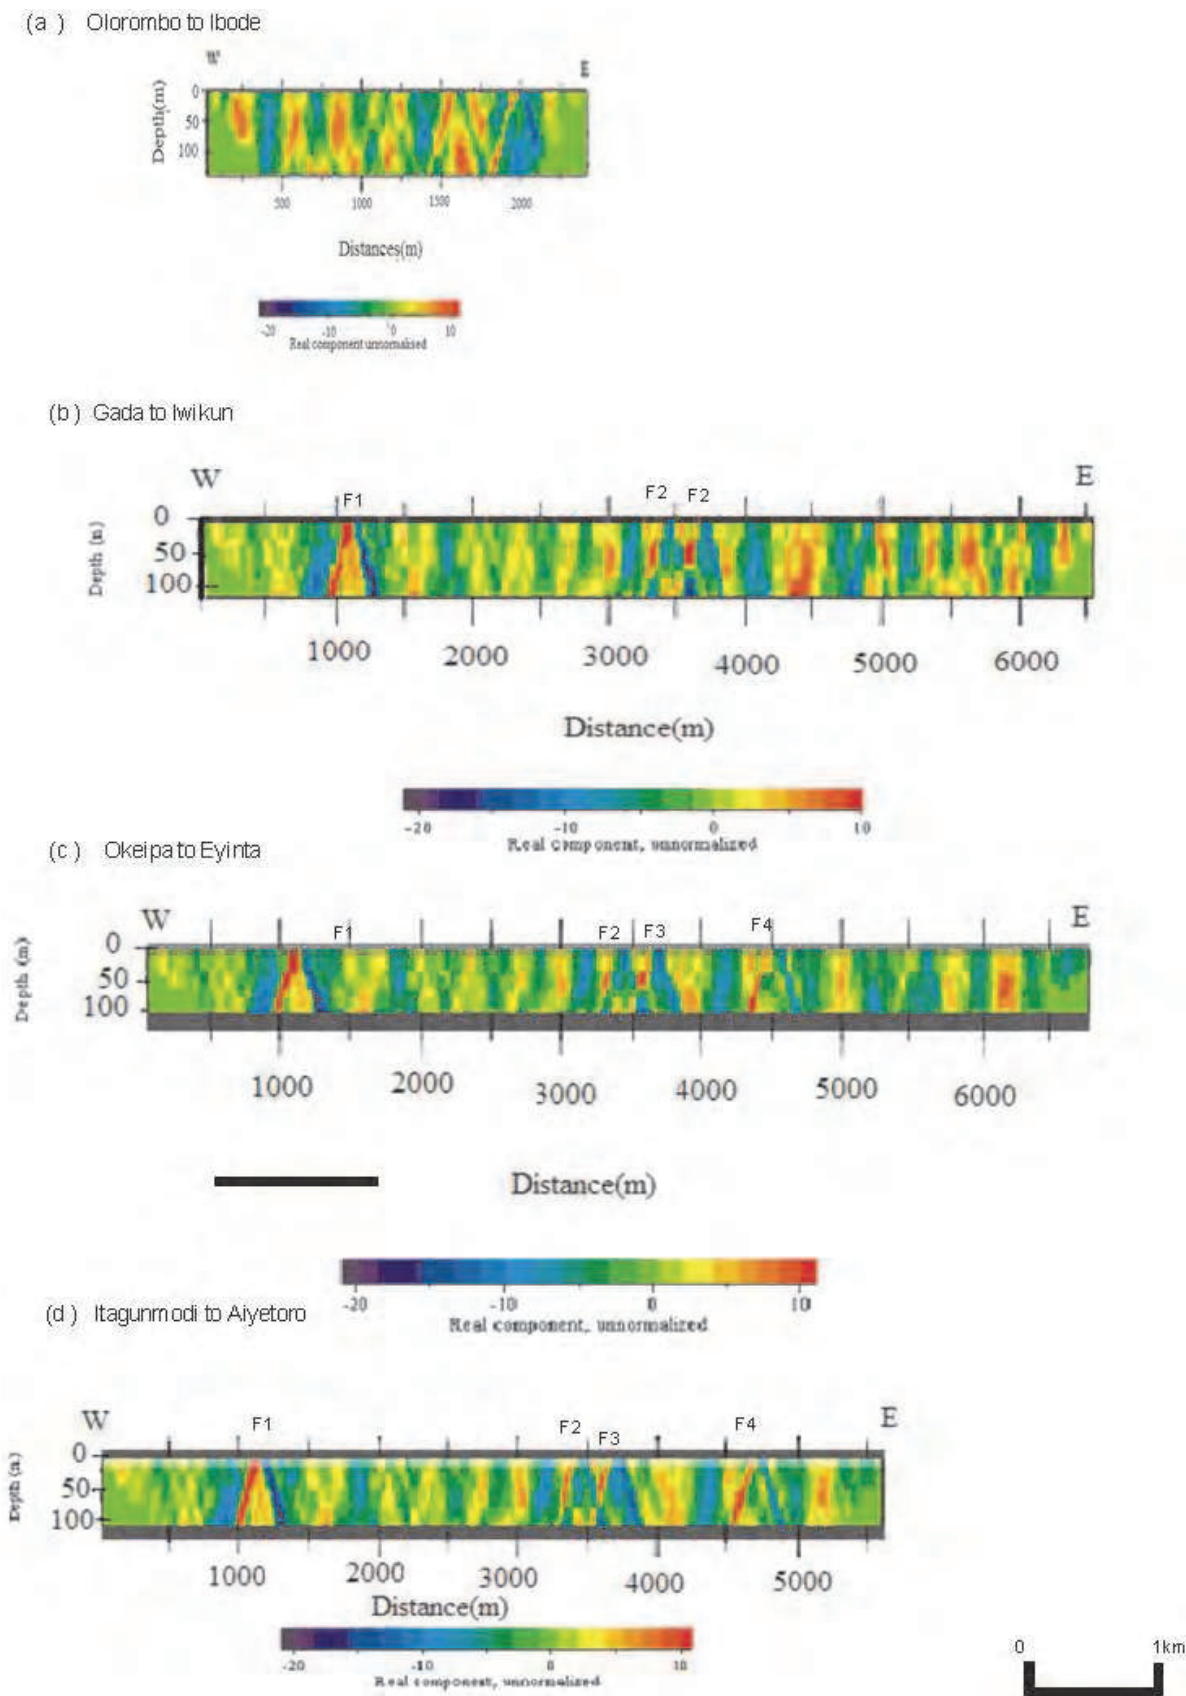 (a ) Olorombo to Ibode
W E
Depth(m)
0
50
100
500 1000 1500 2000
Distances(m)
-20 -10 0 10
Real component unnormalised
(b ) Gada to Iwikun
W E
F1 F2 F2
Depth (m)
0
50
100
1000 2000 3000 4000 5000 6000
Distance(m)
-20 -10 0 10
Real component, unnormalized
(c ) Okeipa to Eyinta
W E
F1 F2 F3 F4
Depth (m)
0
50
100
1000 2000 3000 4000 5000 6000
Distance(m)
-20 -10 0 10
Real component, unnormalized
(d ) Itagunmodi to Aiyetoro
W E
F1 F2 F3 F4
Depth (m)
0
50
100
1000 2000 3000 4000 5000
Distance(m)
-20 -10 0 10
Real component, unnormalized
0 1km